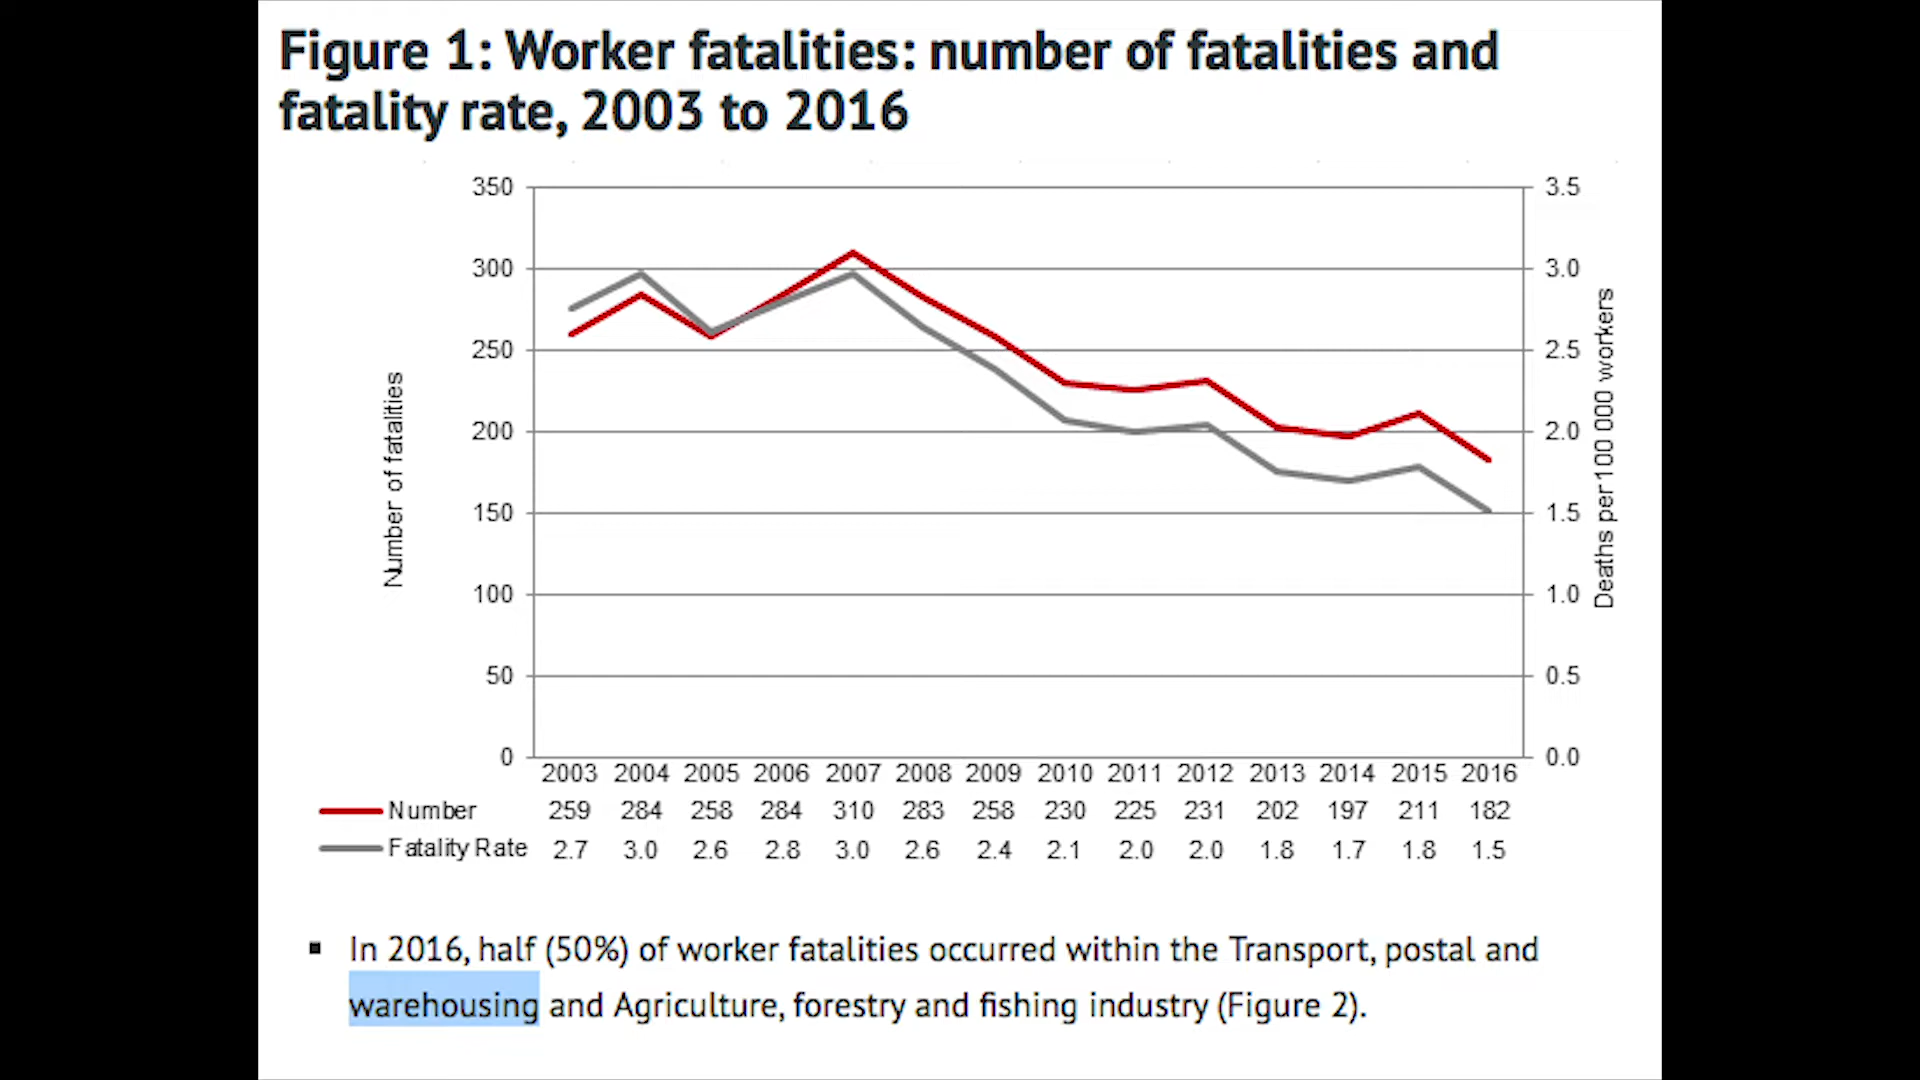 Figure 1: Worker fatalities: number of fatalities and
fatality rate, 2003 to 2016
350
300
250
200
150
100
50
0
Number of fatalities
3.5
3.0
2.5
2.0
1.5
1.0
0.5
0.0
Deaths per 100 000 workers
2003 2004 2005 2006 2007 2008 2009 2010 2011 2012 2013 2014 2015 2016
Number 259 284 258 284 310 283 258 230 225 231 202 197 211 182
Fatality Rate 2.7 3.0 2.6 2.8 3.0 2.6 2.4 2.1 2.0 2.0 1.8 1.7 1.8 1.5
▪ In 2016, half (50%) of worker fatalities occurred within the Transport, postal and
warehousing and Agriculture, forestry and fishing industry (Figure 2).